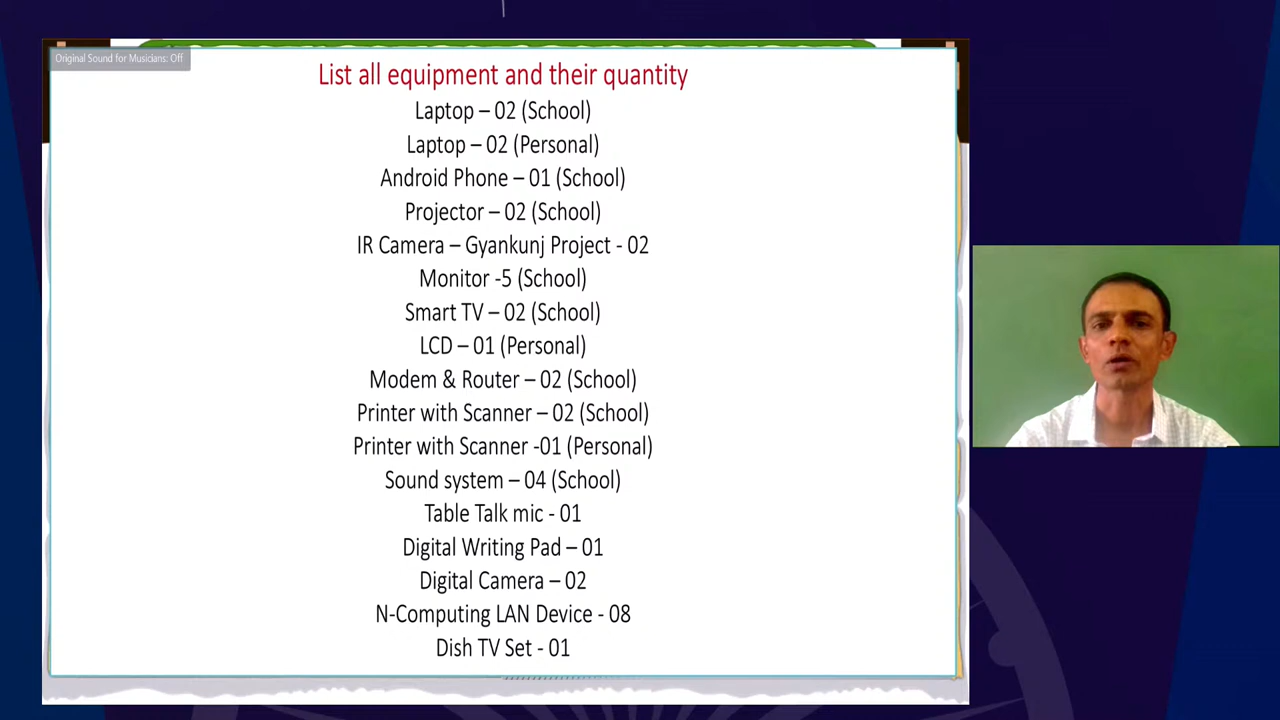 Original Sound for Musicians: Off
List all equipment and their quantity
Laptop – 02 (School)
Laptop – 02 (Personal)
Android Phone – 01 (School)
Projector – 02 (School)
IR Camera – Gyankunj Project - 02
Monitor -5 (School)
Smart TV – 02 (School)
LCD – 01 (Personal)
Modem & Router – 02 (School)
Printer with Scanner – 02 (School)
Printer with Scanner -01 (Personal)
Sound system – 04 (School)
Table Talk mic - 01
Digital Writing Pad – 01
Digital Camera – 02
N-Computing LAN Device - 08
Dish TV Set - 01